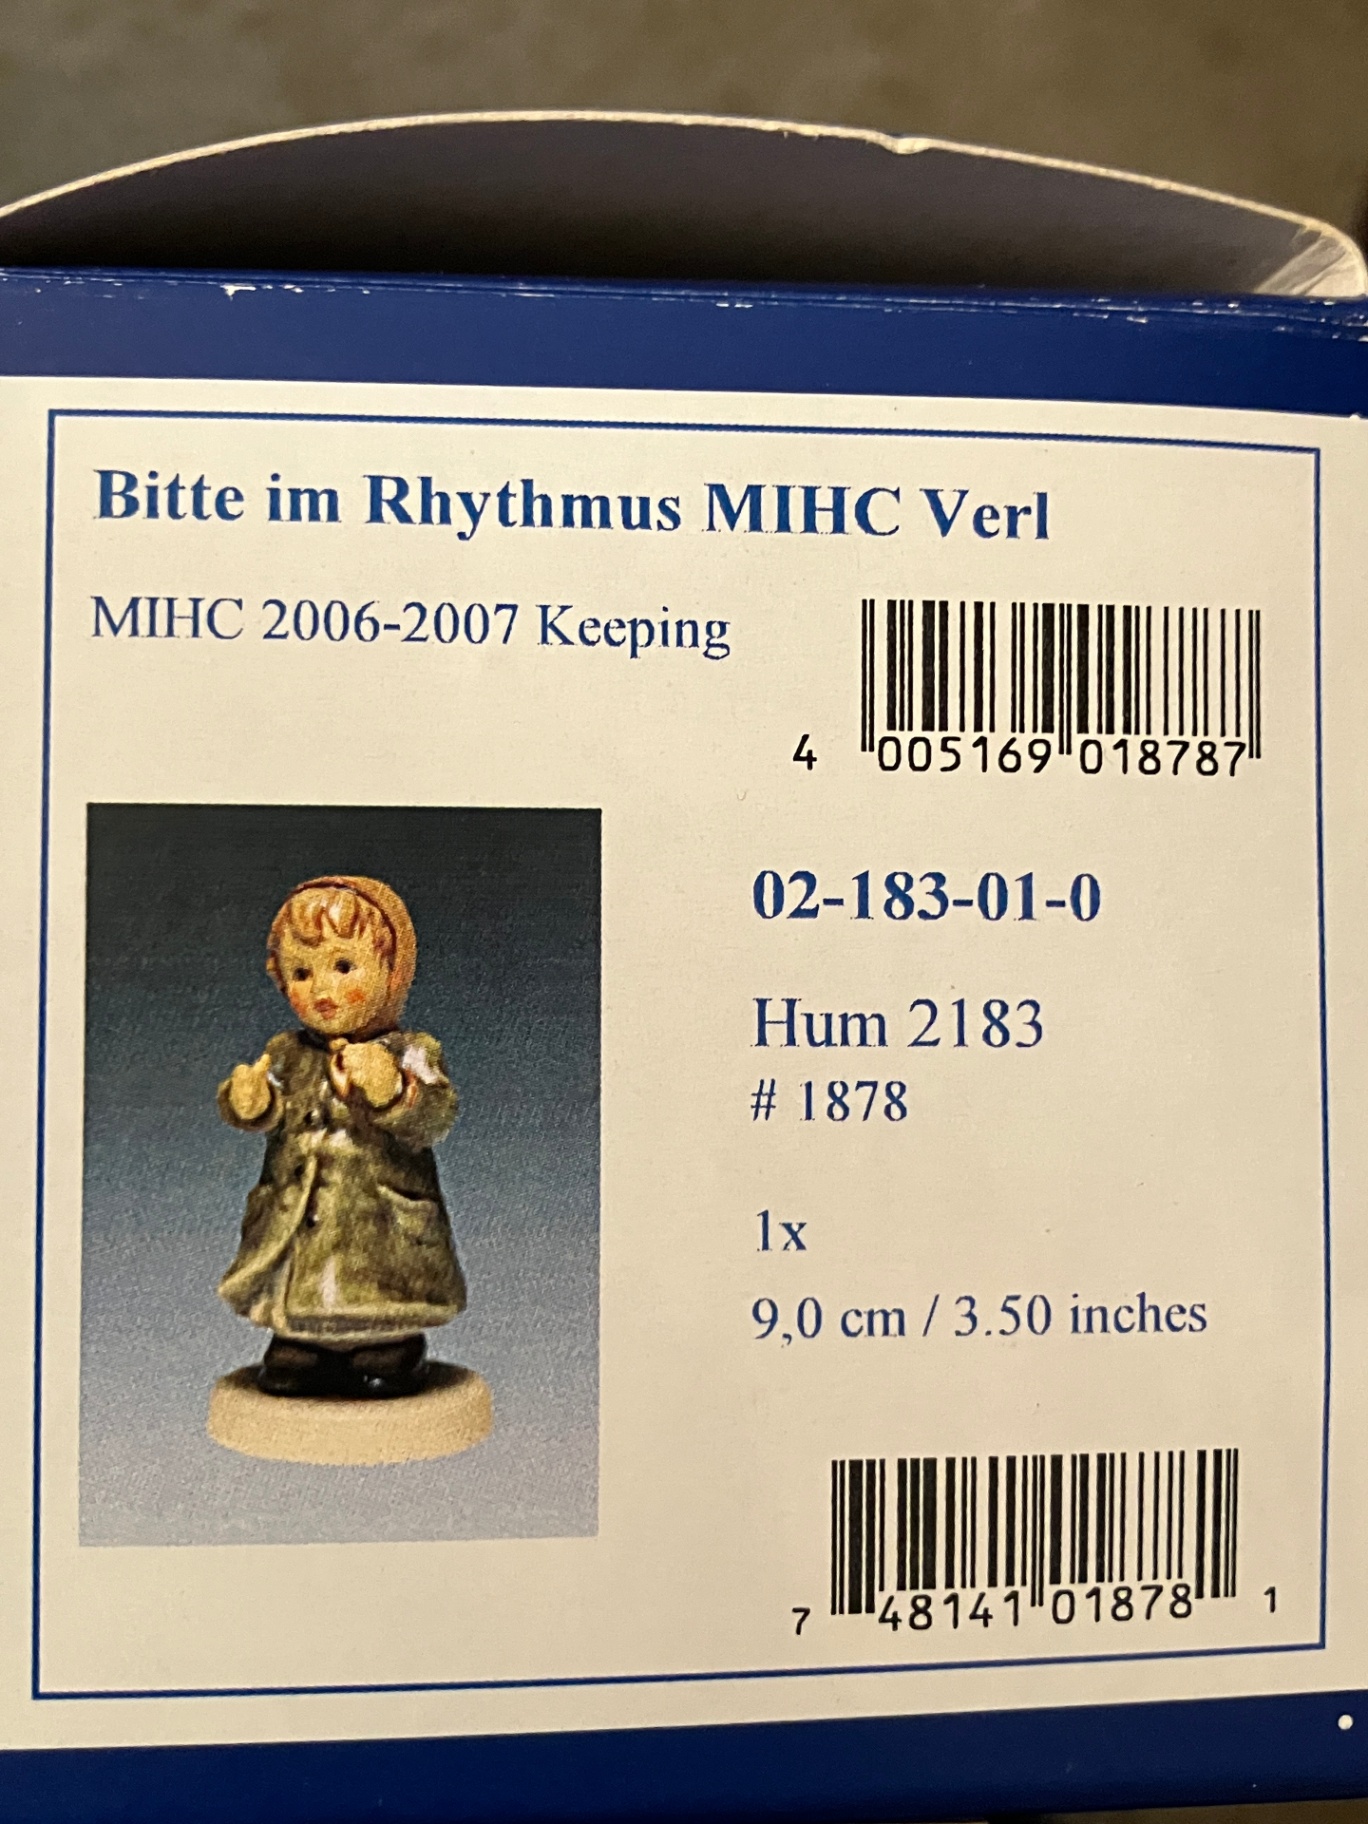 Bitte im Rhythmus MIHC Verl
MIHC 2006-2007 Keeping
4 005169 018787
02-183-01-0
Hum 2183
# 1878
1x
9,0 cm / 3.50 inches
7 48141 01878 1